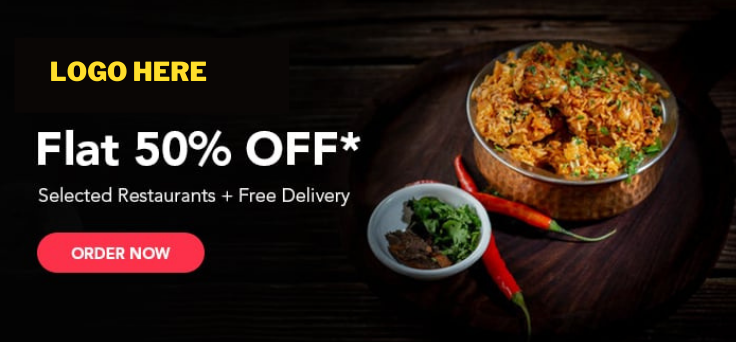 LOGO HERE
Flat 50% OFF*
Selected Restaurants + Free Delivery
ORDER NOW